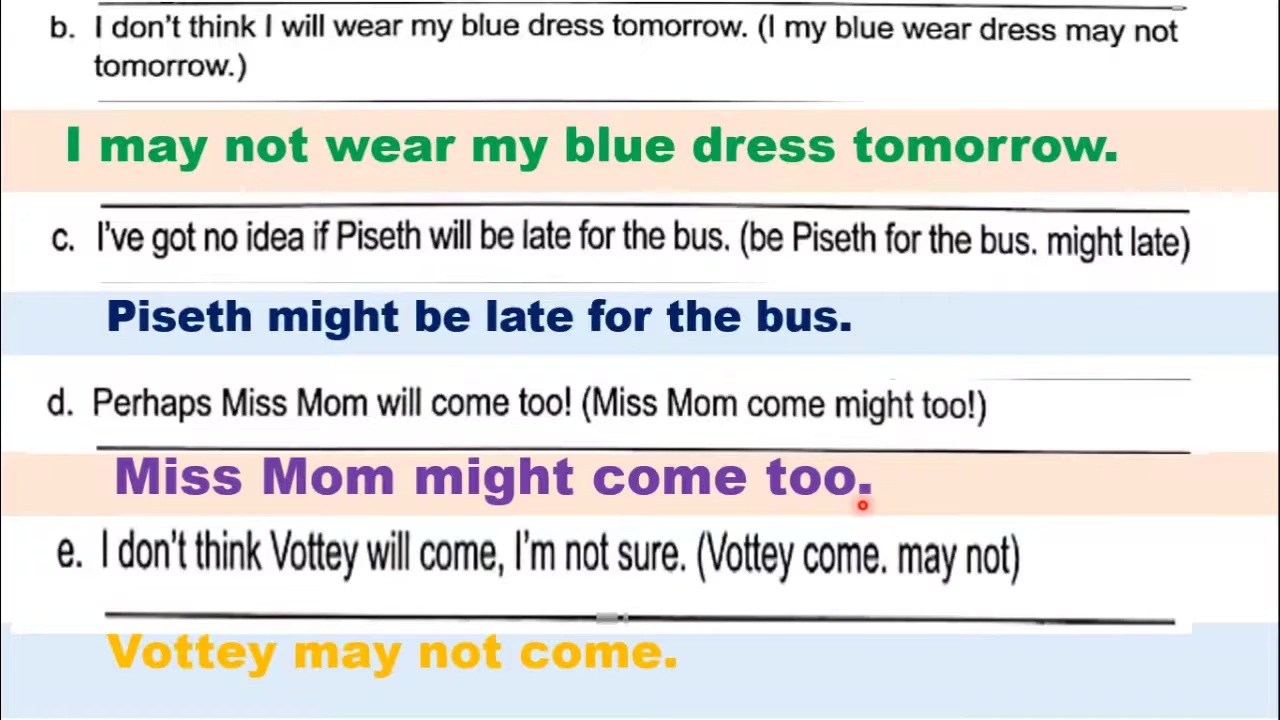 b. I don't think I will wear my blue dress tomorrow. (I my blue wear dress may not
tomorrow.)
I may not wear my blue dress tomorrow.
c. I've got no idea if Piseth will be late for the bus. (be Piseth for the bus. might late)
Piseth might be late for the bus.
d. Perhaps Miss Mom will come too! (Miss Mom come might too!)
Miss Mom might come too.
e. I don't think Vottey will come, I'm not sure. (Vottey come. may not)
Vottey may not come.